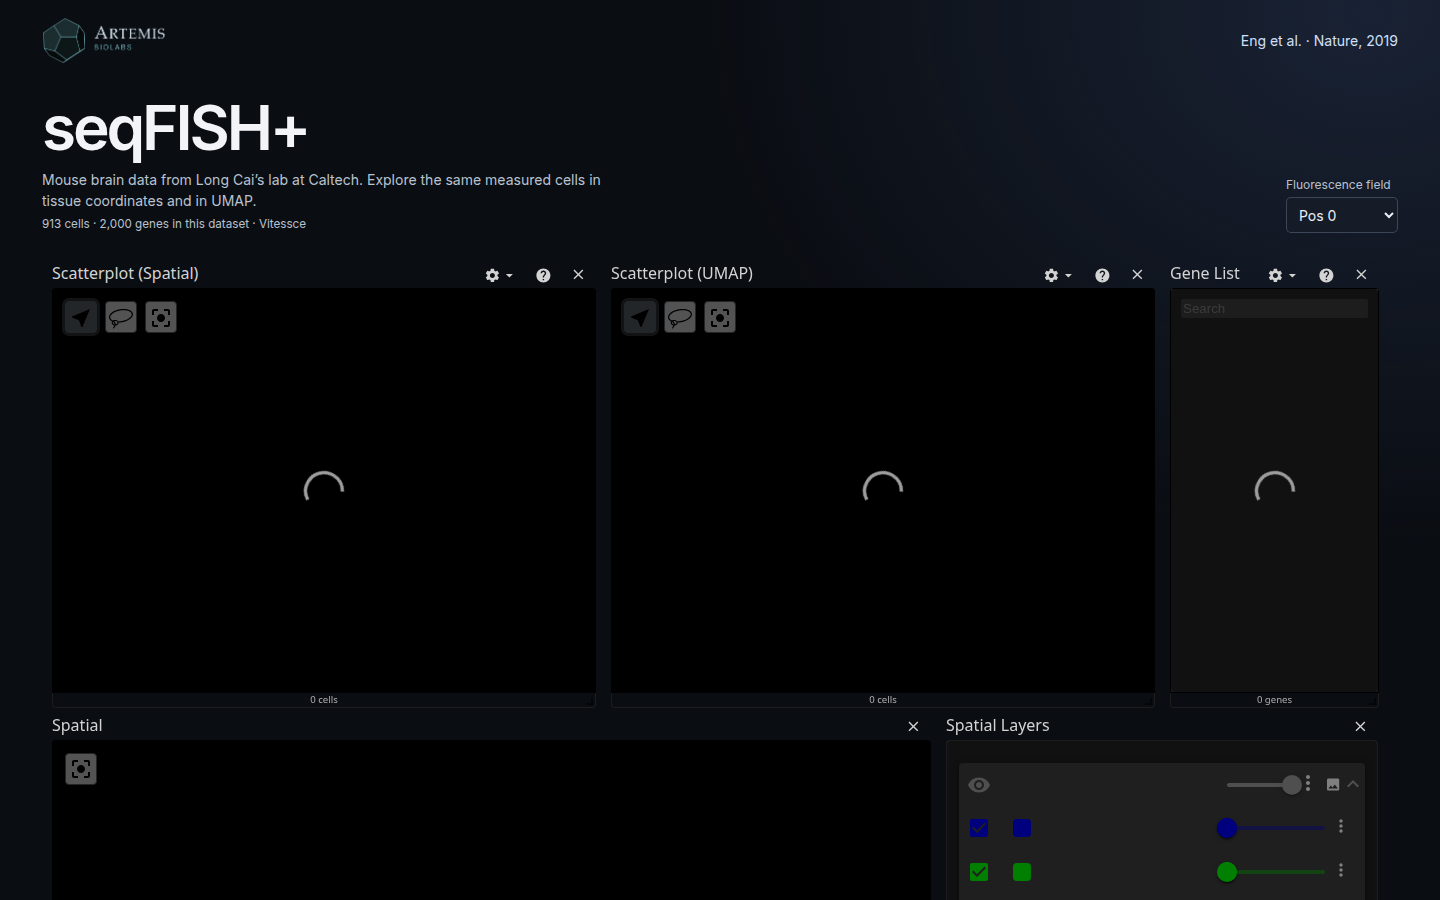 ARTEMIS
BIOLABS
Eng et al. · Nature, 2019
seqFISH+
Mouse brain data from Long Cai’s lab at Caltech. Explore the same measured cells in
tissue coordinates and in UMAP.
913 cells · 2,000 genes in this dataset · Vitessce
Fluorescence field
Pos 0
Scatterplot (Spatial)
Scatterplot (UMAP)
Gene List
Search
0 cells
0 cells
0 genes
Spatial
Spatial Layers